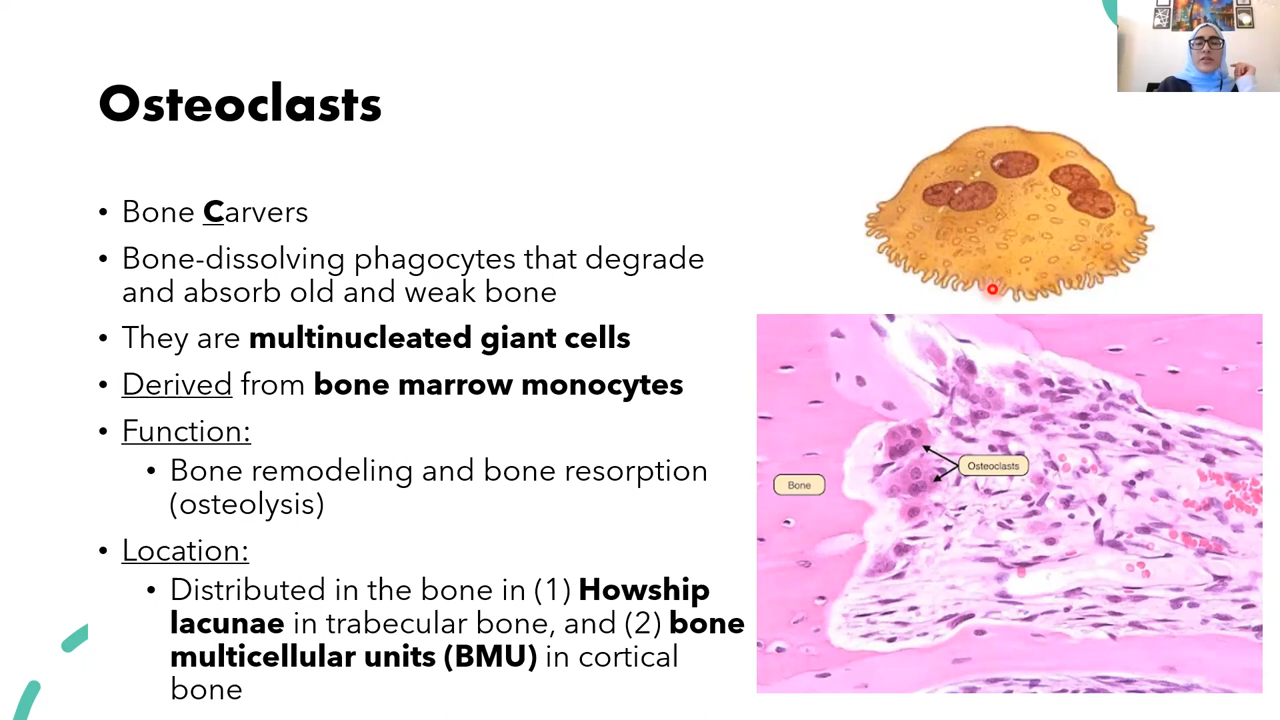 Osteoclasts
• Bone Carvers
• Bone-dissolving phagocytes that degrade
and absorb old and weak bone
• They are multinucleated giant cells
• Derived from bone marrow monocytes
• Function:
• Bone remodeling and bone resorption
(osteolysis)
• Location:
• Distributed in the bone in (1) Howship
lacunae in trabecular bone, and (2) bone
multicellular units (BMU) in cortical
bone
Osteoclasts
Bone